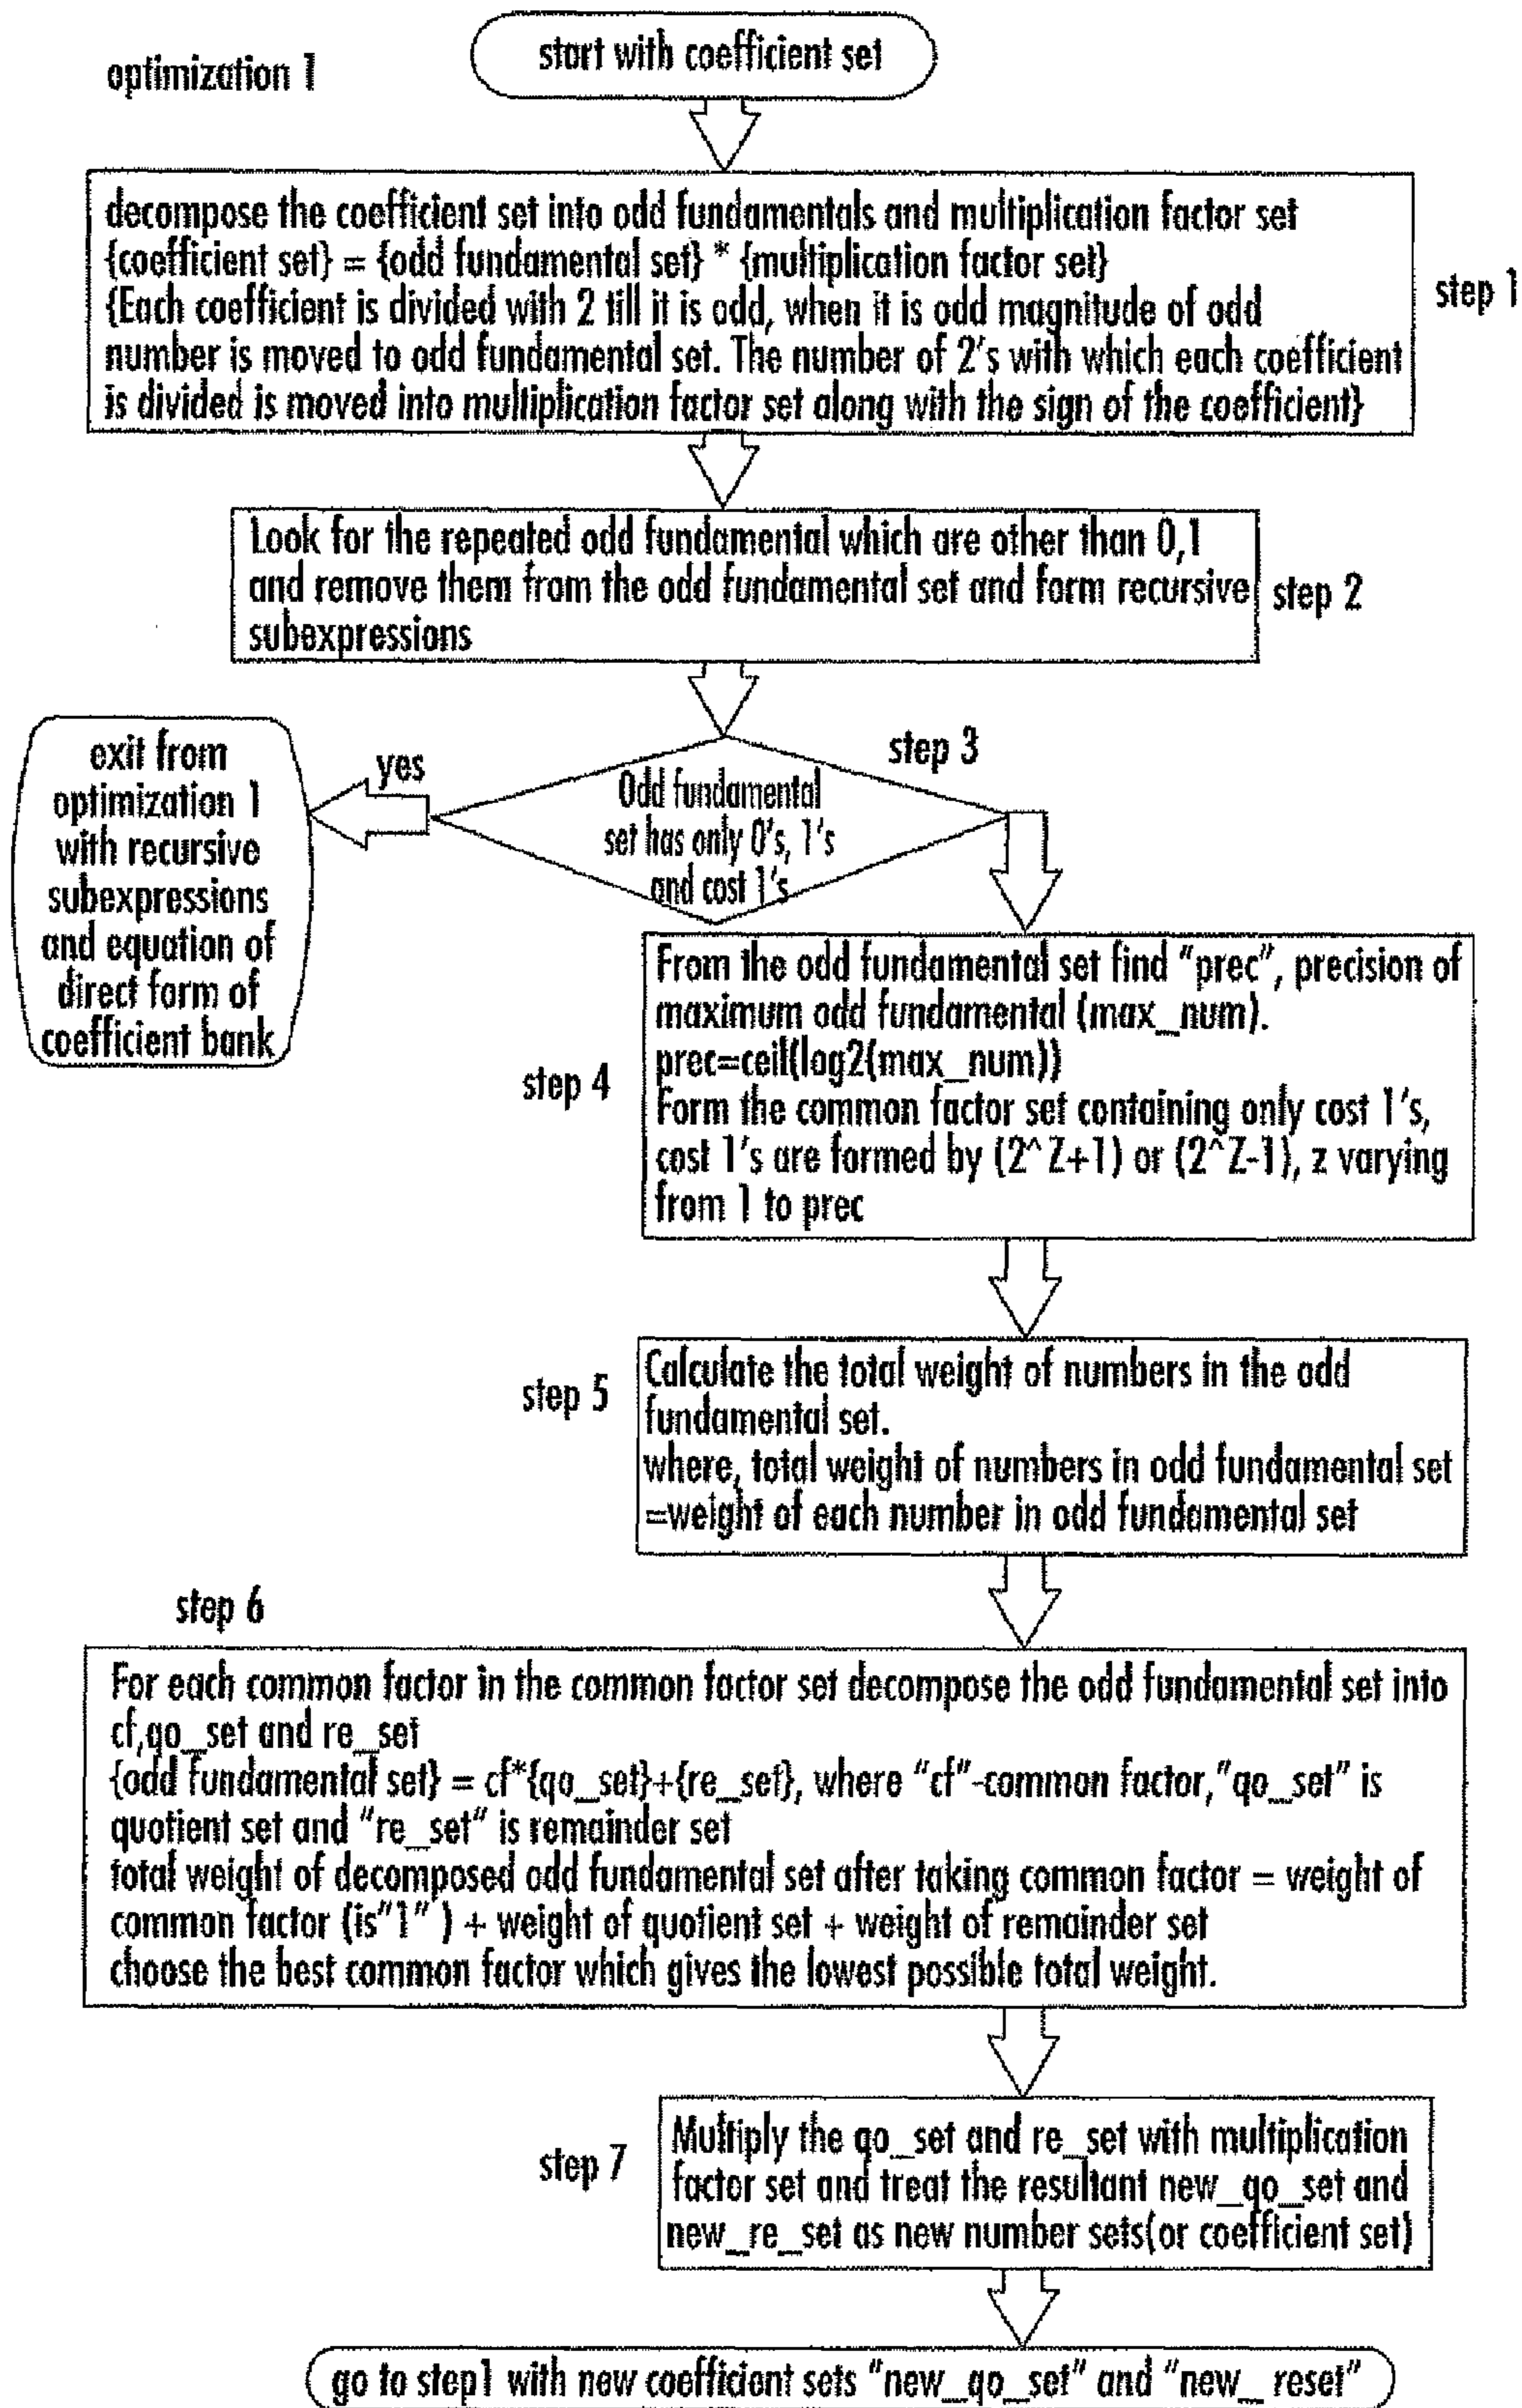 optimization 1
start with coefficient set
decompose the coefficient set into odd fundamentals and multiplication factor set
{coefficient set} = {odd fundamental set} * {multiplication factor set}
{Each coefficient is divided with 2 till it is odd, when it is odd magnitude of odd
number is moved to odd fundamental set. The number of 2's with which each coefficient
is divided is moved into multiplication factor set along with the sign of the coefficient}
step 1
Look for the repeated odd fundamental which are other than 0,1
and remove them from the odd fundamental set and form recursive
subexpressions
step 2
step 3
Odd fundamental
set has only 0's, 1's
and cost 1's
yes
exit from
optimization 1
with recursive
subexpressions
and equation of
direct form of
coefficient bank
step 4
From the odd fundamental set find "prec", precision of
maximum odd fundamental (max_num).
prec=ceil(log2(max_num))
Form the common factor set containing only cost 1's,
cost 1's are formed by (2^Z+1) or (2^Z-1), z varying
from 1 to prec
step 5
Calculate the total weight of numbers in the odd
fundamental set.
where, total weight of numbers in odd fundamental set
=weight of each number in odd fundamental set
step 6
For each common factor in the common factor set decompose the odd fundamental set into
cf,qo_set and re_set
{odd fundamental set} = cf*{qo_set}+{re_set}, where "cf"-common factor,"qo_set" is
quotient set and "re_set" is remainder set
total weight of decomposed odd fundamental set after taking common factor = weight of
common factor (is"1" ) + weight of quotient set + weight of remainder set
choose the best common factor which gives the lowest possible total weight.
step 7
Multiply the qo_set and re_set with multiplication
factor set and treat the resultant new_qo_set and
new_re_set as new number sets(or coefficient set)
go to step1 with new coefficient sets "new_qo_set" and "new_ reset"